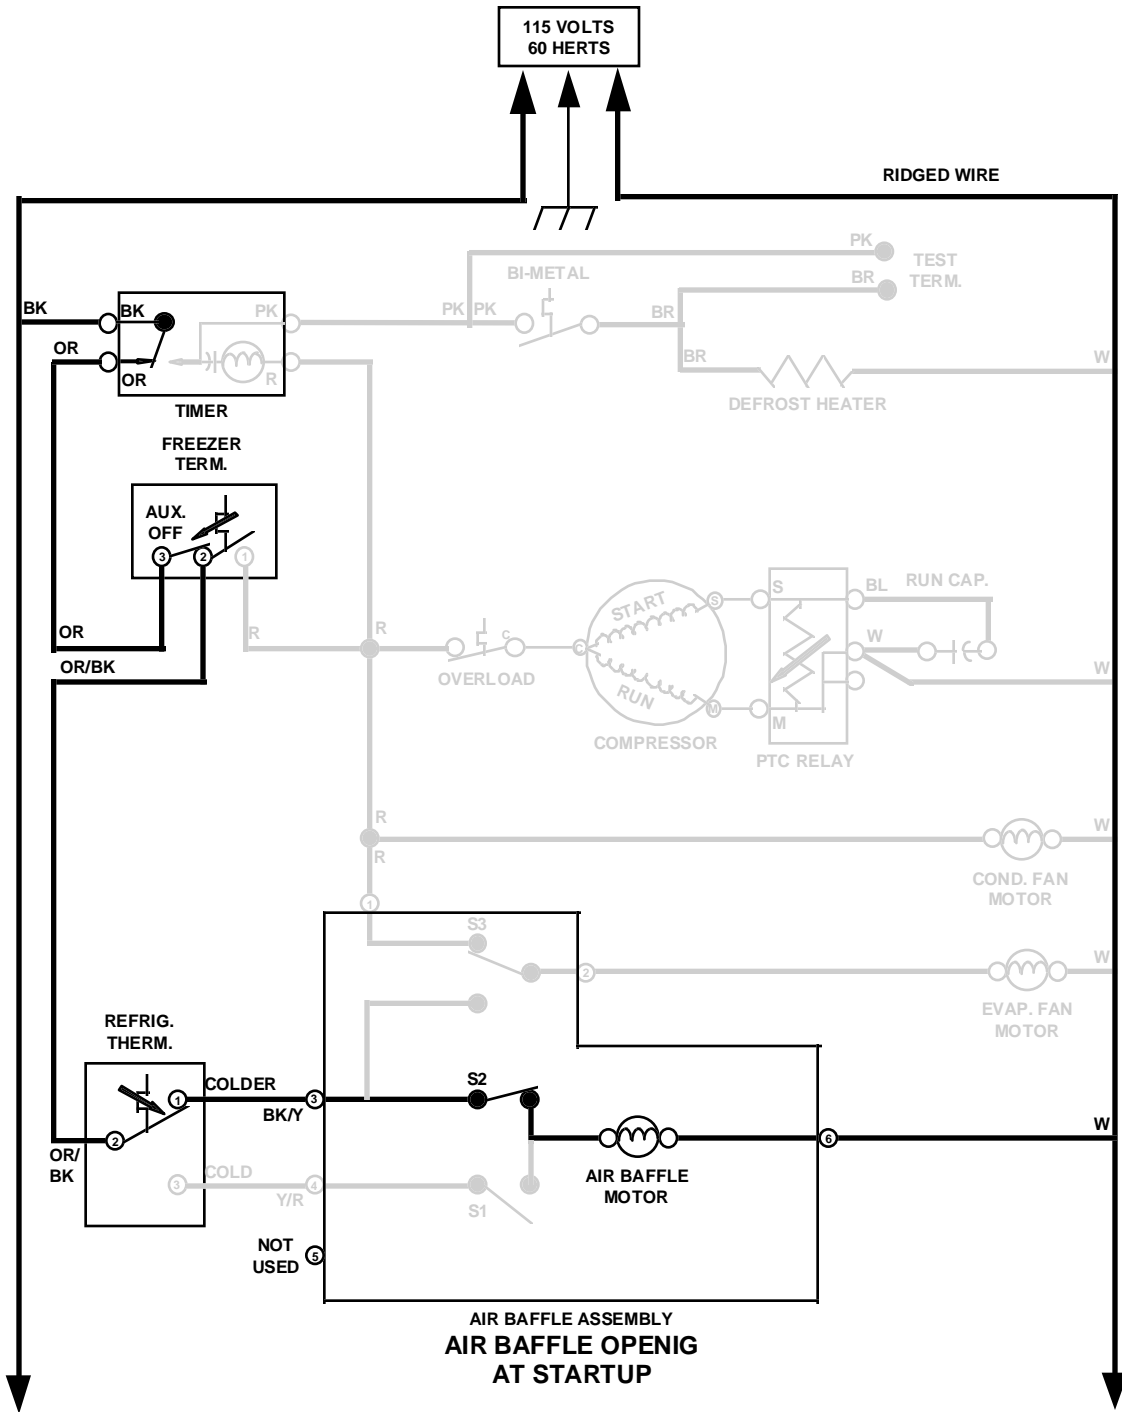 115 VOLTS
60 HERTS
RIDGED WIRE
PK
TEST
TERM.
BI-METAL
BR
BK
BK
PK
PK PK
BR
OR
OR
R
BR
W
TIMER
DEFROST HEATER
FREEZER
TERM.
AUX.
OFF
3
2
1
S
BL
RUN CAP.
START
S
OR
R
R
C
C
W
OR/BK
OVERLOAD
RUN
W
M
M
COMPRESSOR
PTC RELAY
R
W
R
COND. FAN
MOTOR
1
S3
W
2
EVAP. FAN
MOTOR
REFRIG.
THERM.
COLDER
S2
1
3
BK/Y
W
2
6
OR/
BK
COLD
AIR BAFFLE
MOTOR
3
4
Y/R
S1
NOT
USED
5
AIR BAFFLE ASSEMBLY
AIR BAFFLE OPENIG
AT STARTUP